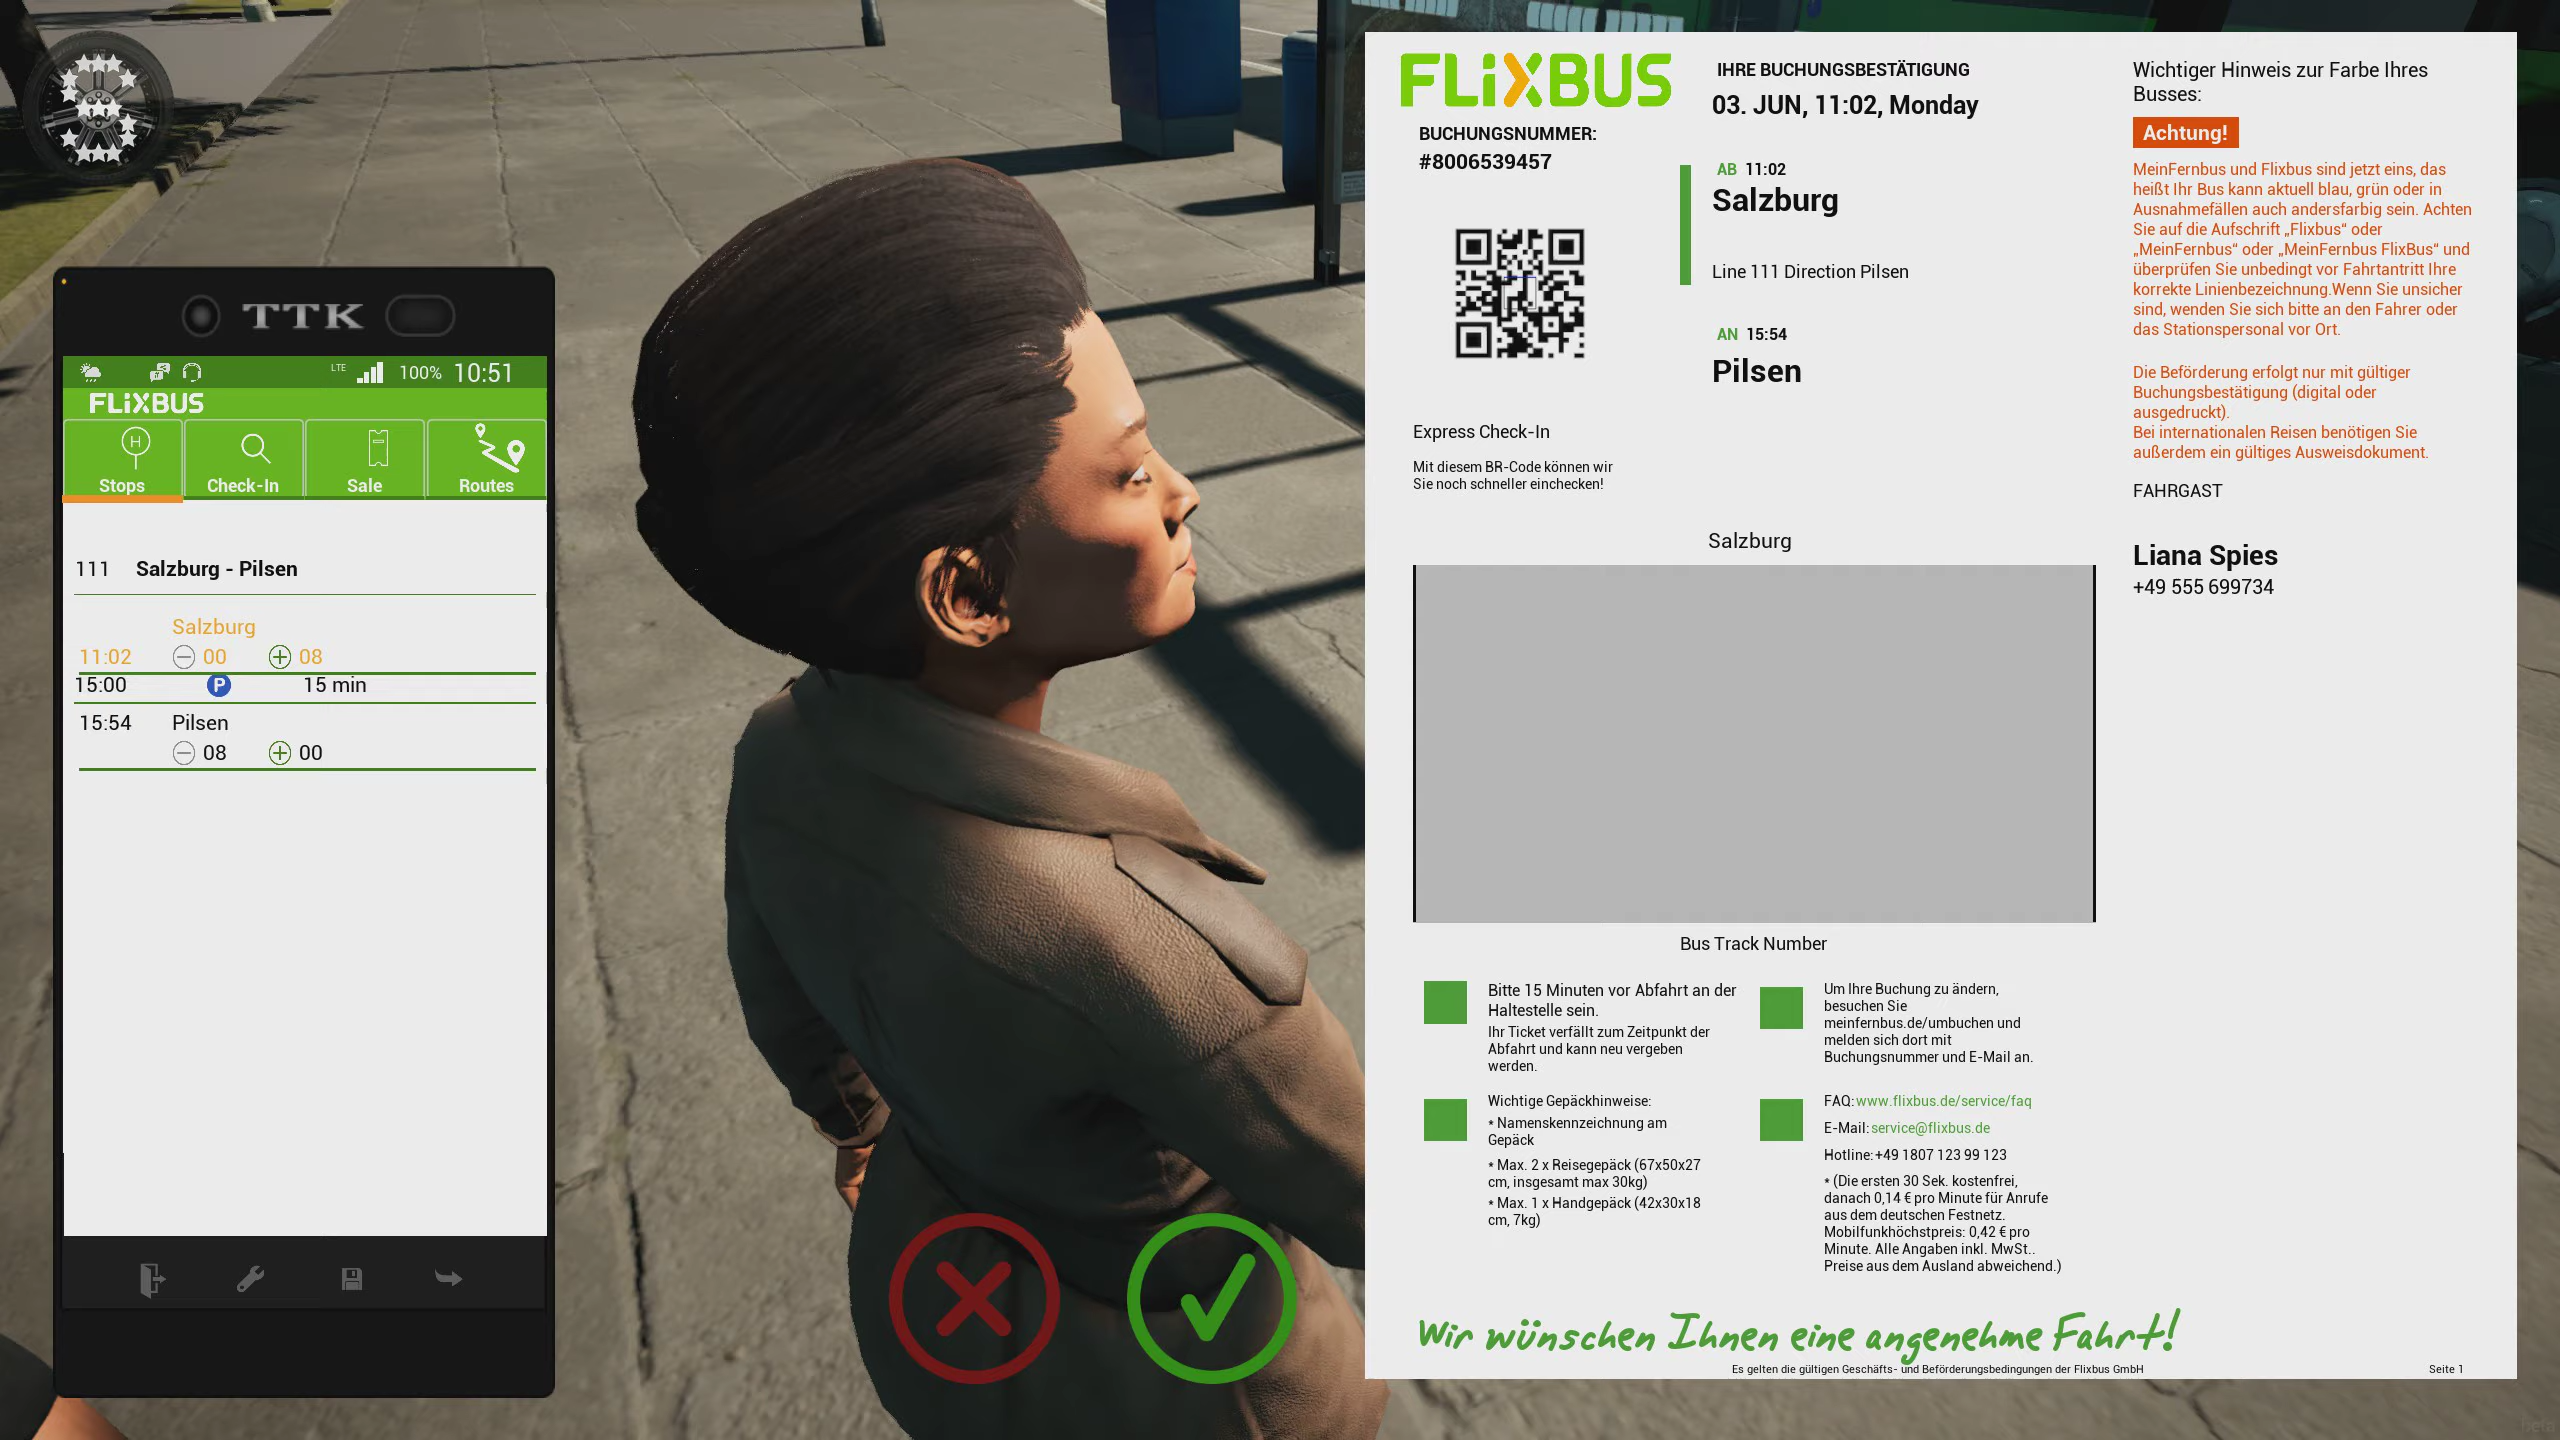 TTK
LTE 100% 10:51
FLiXBUS
Stops Check-In Sale Routes
111 Salzburg - Pilsen
Salzburg
11:02 00 08
15:00 P 15 min
15:54 Pilsen
08 00
FLiXBUS
BUCHUNGSNUMMER:
#8006539457
IHRE BUCHUNGSBESTÄTIGUNG
03. JUN, 11:02, Monday
AB 11:02
Salzburg
Line 111 Direction Pilsen
AN 15:54
Pilsen
Express Check-In
Mit diesem BR-Code können wir
Sie noch schneller einchecken!
Salzburg
Bus Track Number
Bitte 15 Minuten vor Abfahrt an der
Haltestelle sein.
Ihr Ticket verfällt zum Zeitpunkt der
Abfahrt und kann neu vergeben
werden.
Wichtige Gepäckhinweise:
* Namenskennzeichnung am
Gepäck
* Max. 2 x Reisegepäck (67x50x27
cm, insgesamt max 30kg)
* Max. 1 x Handgepäck (42x30x18
cm, 7kg)
Um Ihre Buchung zu ändern,
besuchen Sie
meinfernbus.de/umbuchen und
melden sich dort mit
Buchungsnummer und E-Mail an.
FAQ:www.flixbus.de/service/faq
E-Mail:service@flixbus.de
Hotline:+49 1807 123 99 123
* (Die ersten 30 Sek. kostenfrei,
danach 0,14 € pro Minute für Anrufe
aus dem deutschen Festnetz.
Mobilfunkhöchstpreis: 0,42 € pro
Minute. Alle Angaben inkl. MwSt..
Preise aus dem Ausland abweichend.)
Wichtiger Hinweis zur Farbe Ihres
Busses:
Achtung!
MeinFernbus und Flixbus sind jetzt eins, das
heißt Ihr Bus kann aktuell blau, grün oder in
Ausnahmefällen auch andersfarbig sein. Achten
Sie auf die Aufschrift „Flixbus“ oder
„MeinFernbus“ oder „MeinFernbus FlixBus“ und
überprüfen Sie unbedingt vor Fahrtantritt Ihre
korrekte Linienbezeichnung.Wenn Sie unsicher
sind, wenden Sie sich bitte an den Fahrer oder
das Stationspersonal vor Ort.
Die Beförderung erfolgt nur mit gültiger
Buchungsbestätigung (digital oder
ausgedruckt).
Bei internationalen Reisen benötigen Sie
außerdem ein gültiges Ausweisdokument.
FAHRGAST
Liana Spies
+49 555 699734
Wir wünschen Ihnen eine angenehme Fahrt!
Es gelten die gültigen Geschäfts- und Beförderungsbedingungen der Flixbus GmbH
Seite 1